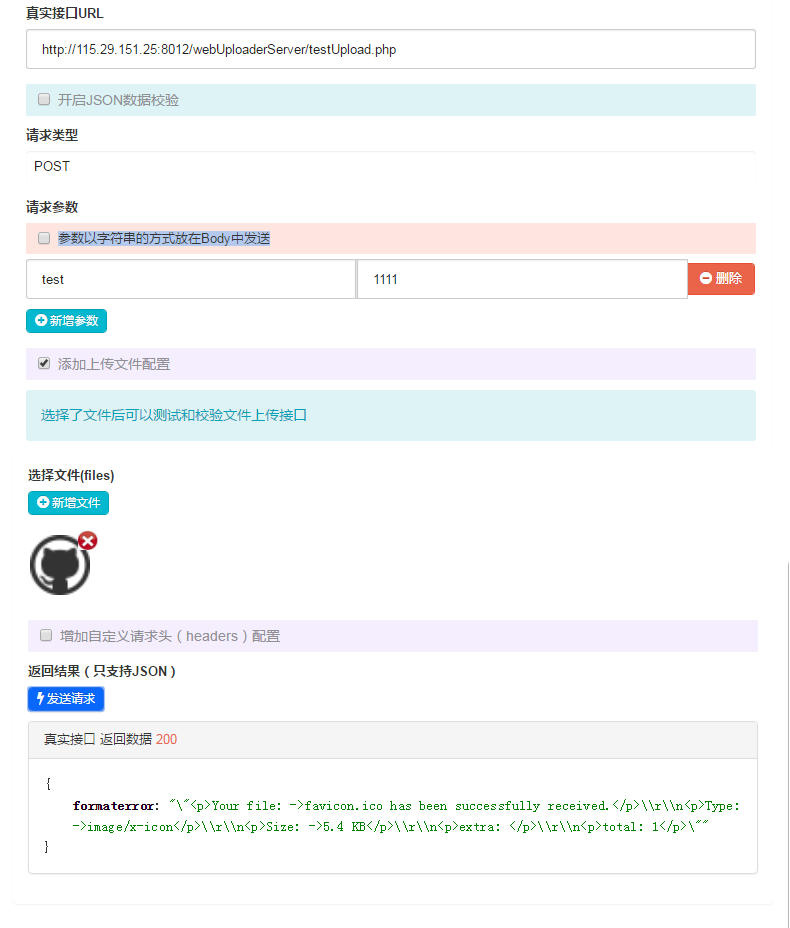 真实接口URL
http://115.29.151.25:8012/webUploaderServer/testUpload.php
开启JSON数据校验
请求类型
POST
请求参数
参数以字符串的方式放在Body中发送
test 1111 删除
新增参数
添加上传文件配置
选择了文件后可以测试和校验文件上传接口
选择文件(files)
新增文件
增加自定义请求头（headers）配置
返回结果（只支持JSON）
发送请求
真实接口 返回数据 200
{
formaterror: "\"<p>Your file: ->favicon.ico has been successfully received.</p>\\r\\n<p>Type:
->image/x-icon</p>\\r\\n<p>Size: ->5.4 KB</p>\\r\\n<p>extra: </p>\\r\\n<p>total: 1</p>\""
}